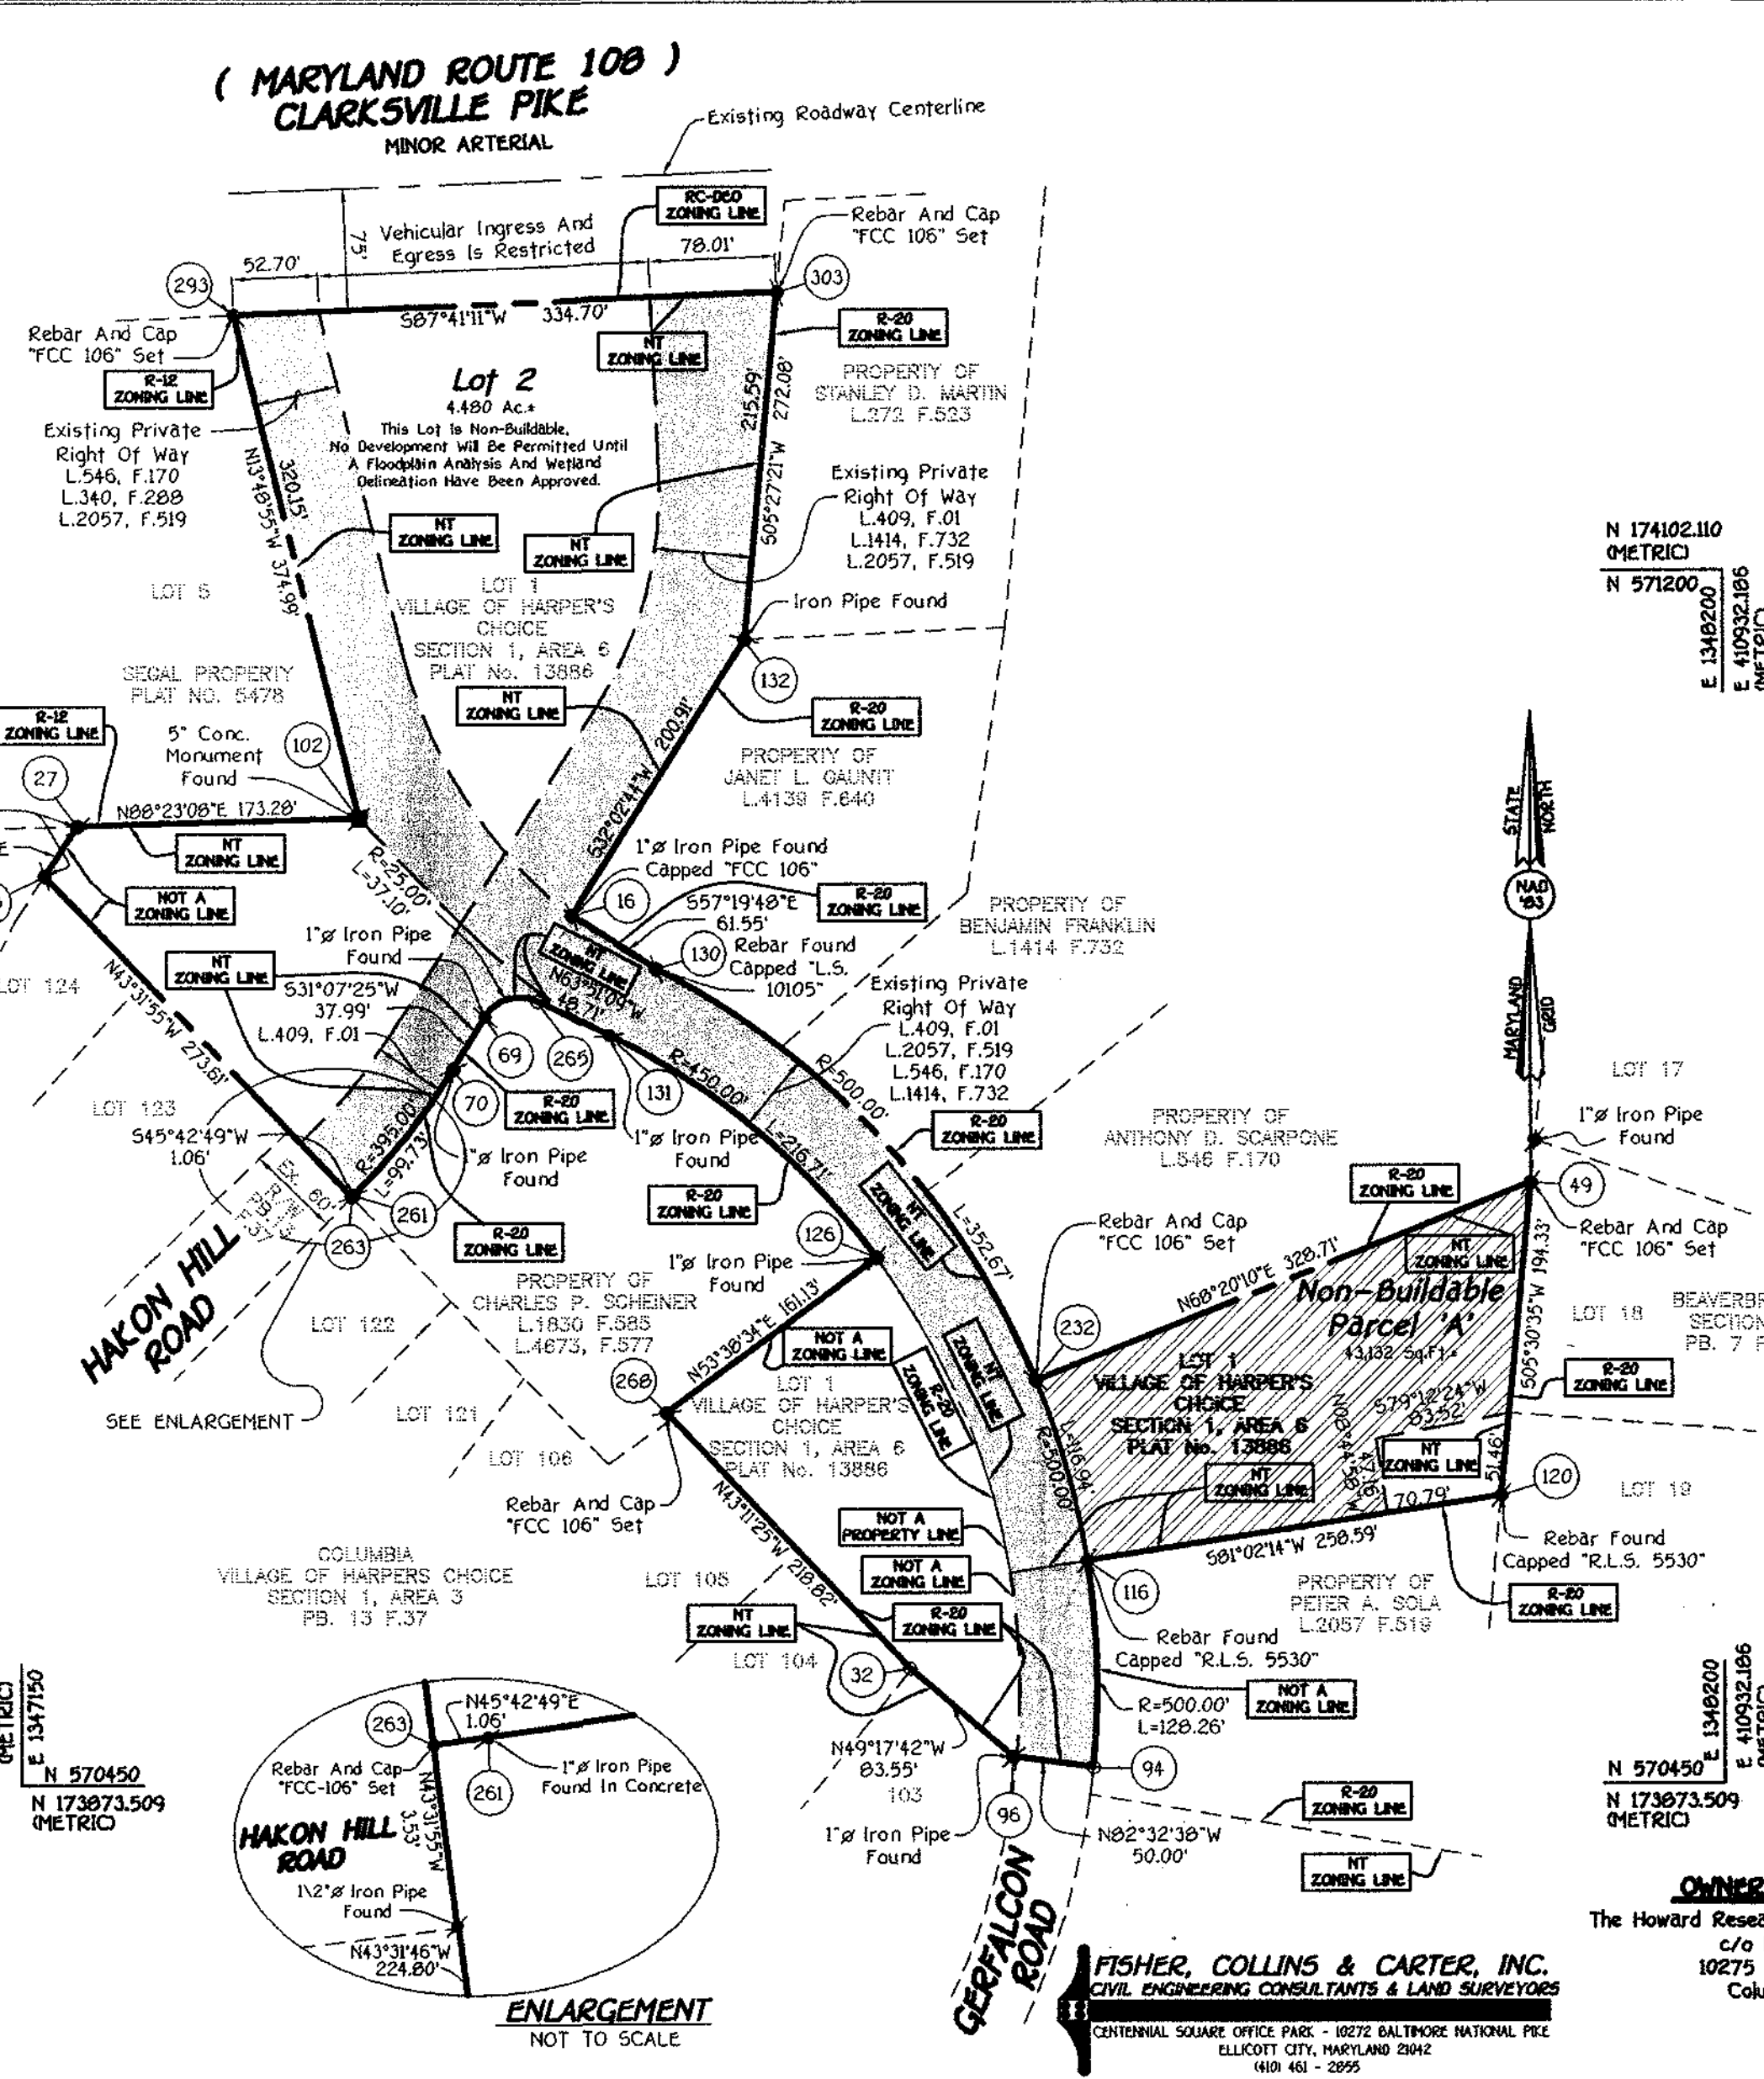 ( MARYLAND ROUTE 108 )
CLARKSVILLE PIKE
MINOR ARTERIAL
Existing Roadway Centerline
RC-DEO
ZONING LINE
75'
Vehicular Ingress And
Egress Is Restricted
52.70'
78.01'
Rebar And Cap
"FCC 106" Set
293
303
S87°41'11"W 334.70'
Rebar And Cap
"FCC 106" Set
R-12
ZONING LINE
NT
ZONING LINE
R-20
ZONING LINE
Lot 2
4.480 Ac.±
This Lot Is Non-Buildable.
No Development Will Be Permitted Until
A Floodplain Analysis And Wetland
Delineation Have Been Approved.
PROPERTY OF
STANLEY D. MARTIN
L.272 F.523
215.59'
S05°27'21"W 272.08'
Existing Private
Right Of Way
L.546, F.170
L.340, F.288
L.2057, F.519
320.15'
N13°48'55"W 374.99'
Existing Private
Right Of Way
L.409, F.01
L.1414, F.732
L.2057, F.519
NT
ZONING LINE
NT
ZONING LINE
N 174102.110
(METRIC)
N 571200
E 1348200
E 410932.186
(METRIC)
LOT 5
LOT 1
VILLAGE OF HARPER'S
CHOICE
SECTION 1, AREA 6
PLAT No. 13886
Iron Pipe Found
132
SEGAL PROPERTY
PLAT NO. 5478
NT
ZONING LINE
R-20
ZONING LINE
R-12
ZONING LINE
5" Conc.
Monument
Found
102
27
200.91'
S32°02'44"W
PROPERTY OF
JANET L. GAUNIT
L.4139 F.640
N88°23'08"E 173.28'
NT
ZONING LINE
NOT A
ZONING LINE
R=25.00'
L=37.10'
1"ø Iron Pipe Found
Capped "FCC 106"
16
S57°19'48"E
61.55'
R-20
ZONING LINE
130
Rebar Found
Capped "L.S.
10105"
PROPERTY OF
BENJAMIN FRANKLIN
L.1414 F.732
STATE
NORTH
NAD
'83
MARYLAND
GRID
1"ø Iron Pipe
Found
NT
ZONING LINE
NT
ZONING LINE
N63°51'09"W
48.71'
LOT 124
N43°31'55"W 273.61'
S31°07'25"W
37.99'
L.409, F.01
69
265
131
70
Existing Private
Right Of Way
L.409, F.01
L.2057, F.519
L.546, F.170
L.1414, F.732
R=450.00'
L=216.71'
R=500.00'
L=352.67'
R-20
ZONING LINE
R-20
ZONING LINE
LOT 17
LOT 123
S45°42'49"W
1.06'
R=395.00'
L=99.73'
1"ø Iron Pipe
Found
1"ø Iron Pipe
Found
PROPERTY OF
ANTHONY D. SCARPONE
L.546 F.170
1"ø Iron Pipe
Found
R-20
ZONING LINE
49
Rebar And Cap
"FCC 106" Set
R-20
ZONING LINE
NT
ZONING LINE
Ex. 60'
R/W
261
263
R-20
ZONING LINE
126
Rebar And Cap
"FCC 106" Set
1"ø Iron Pipe
Found
HAKON HILL
ROAD
PROPERTY OF
CHARLES P. SCHEINER
L.1830 F.585
L.4673, F.577
LOT 122
N53°38'34"E 161.13'
N68°20'10"E 328.71'
NT
ZONING LINE
Non-Buildable
Parcel 'A'
43,132 Sq.Ft.±
S05°30'35"W 194.33'
LOT 18
R-20
ZONING LINE
232
SEE ENLARGEMENT
LOT 121
LOT 106
268
NOT A
ZONING LINE
R-20
ZONING LINE
NT
ZONING LINE
LOT 1
VILLAGE OF HARPER'S
CHOICE
SECTION 1, AREA 6
PLAT No. 13886
LOT 1
VILLAGE OF HARPER'S
CHOICE
SECTION 1, AREA 6
PLAT No. 13886
S79°12'24"W
83.52'
N08°44'58"W
47.16'
51.46'
NT
ZONING LINE
NT
ZONING LINE
70.79'
120
LOT 19
L=116.94'
R=500.00'
S81°02'14"W 258.59'
Rebar Found
Capped "R.L.S. 5530"
R-20
ZONING LINE
Rebar And Cap
"FCC 106" Set
N43°11'25"W 218.82'
NOT A
PROPERTY LINE
NOT A
ZONING LINE
COLUMBIA
VILLAGE OF HARPERS CHOICE
SECTION 1, AREA 3
PB. 13 F.37
LOT 105
116
PROPERTY OF
PETER A. SOLA
L.2057 F.519
NT
ZONING LINE
R-20
ZONING LINE
LOT 104
32
Rebar Found
Capped "R.L.S. 5530"
R=500.00'
L=128.26'
NOT A
ZONING LINE
N49°17'42"W
83.55'
103
94
96
1"ø Iron Pipe
Found
N82°32'38"W
50.00'
R-20
ZONING LINE
NT
ZONING LINE
GERFALCON
ROAD
(METRIC)
E 1347150
N 570450
N 173873.509
(METRIC)
E 1348200
E 410932.186
(METRIC)
N 570450
N 173873.509
(METRIC)
263
N45°42'49"E
1.06'
Rebar And Cap
"FCC-106" Set
261
1"ø Iron Pipe
Found In Concrete
N43°31'55"W
3.53'
HAKON HILL
ROAD
1\2"ø Iron Pipe
Found
N43°31'46"W
224.80'
ENLARGEMENT
NOT TO SCALE
FISHER, COLLINS & CARTER, INC.
CIVIL ENGINEERING CONSULTANTS & LAND SURVEYORS
CENTENNIAL SQUARE OFFICE PARK - 10272 BALTIMORE NATIONAL PIKE
ELLICOTT CITY, MARYLAND 21042
(410) 461 - 2855
The Howard
c/o
10275